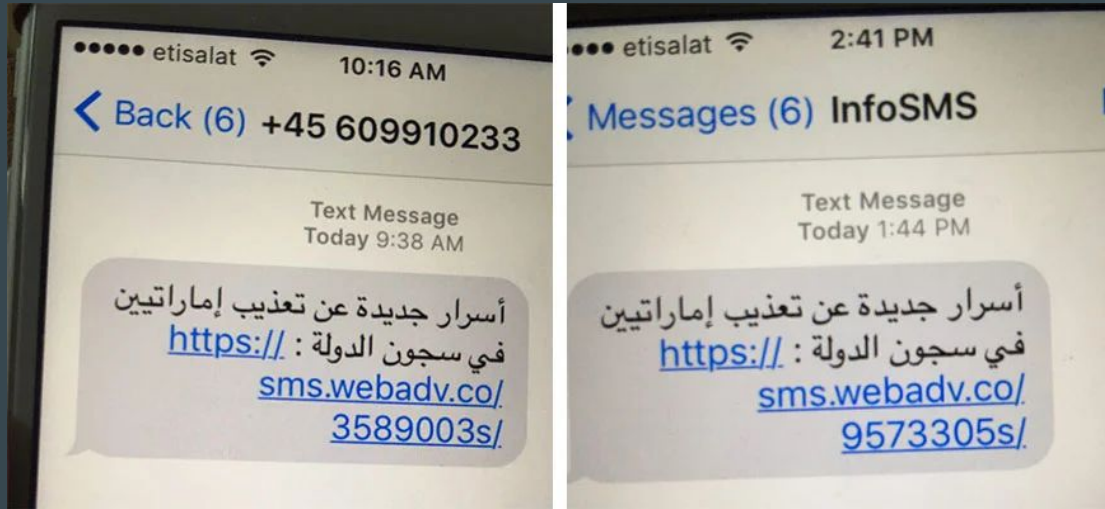 etisalat
10:16 AM
Back (6) +45 609910233
Text Message
Today 9:38 AM
أسرار جديدة عن تعذيب إماراتيين
في سجون الدولة : https://
sms.webadv.co/
3589003s/
etisalat
2:41 PM
Messages (6) InfoSMS
Text Message
Today 1:44 PM
أسرار جديدة عن تعذيب إماراتيين
في سجون الدولة : https://
sms.webadv.co/
9573305s/